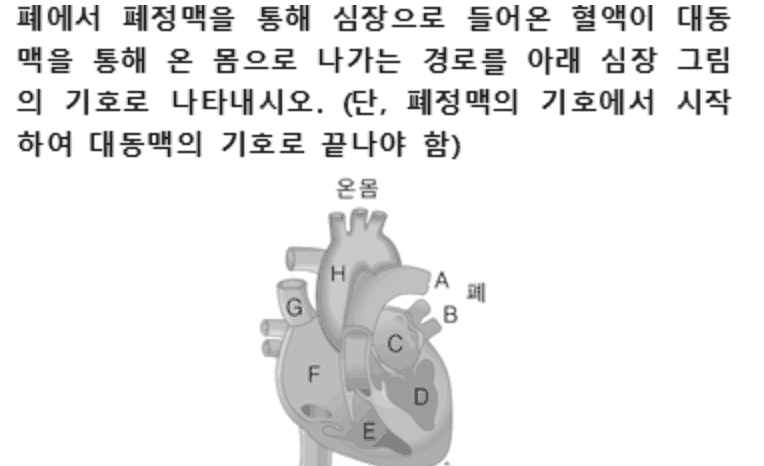 폐에서 폐정맥을 통해 심장으로 들어온 혈액이 대동
맥을 통해 온 몸으로 나가는 경로를 아래 심장 그림
의 기호로 나타내시오. (단, 폐정맥의 기호에서 시작
하여 대동맥의 기호로 끝나야 함)
온몸
H
A
폐
G
B
C
F
D
E